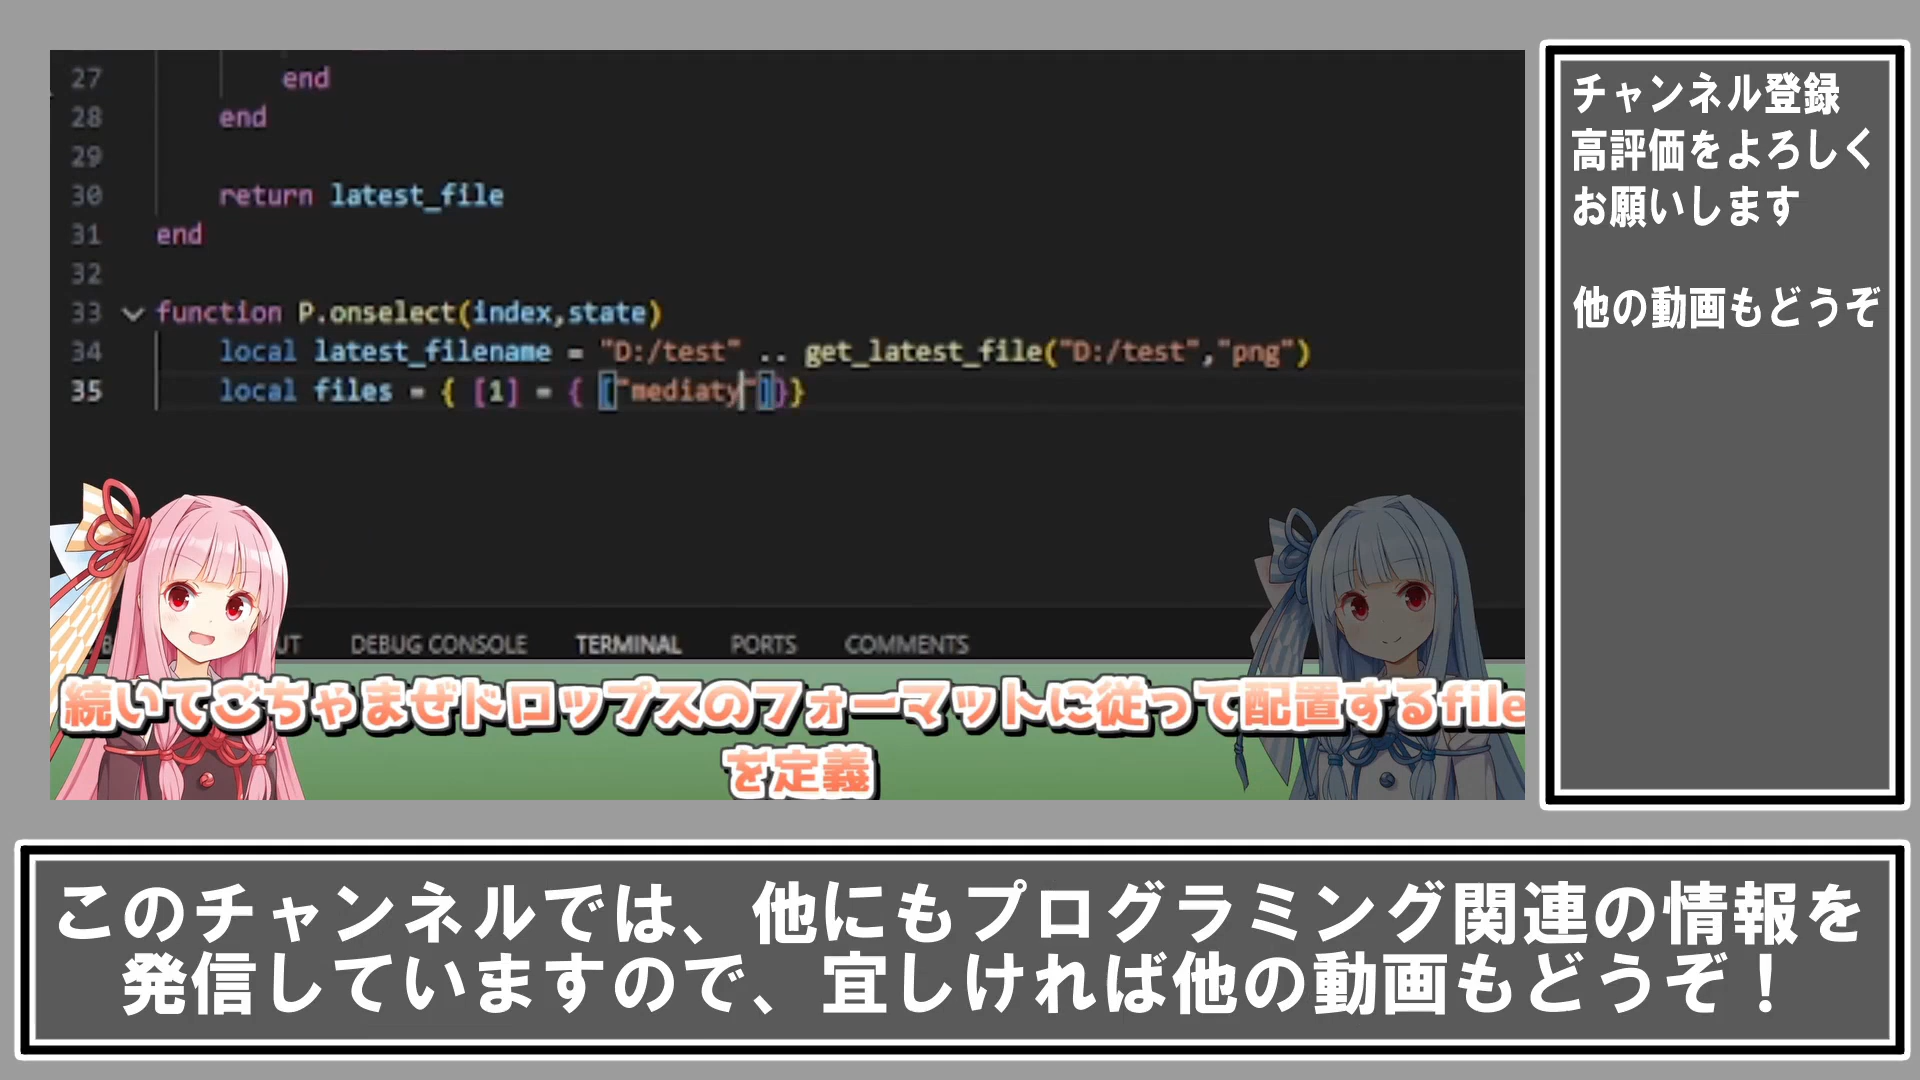 27 end
28 end
29
30 return latest_file
31 end
32
33 function P.onselect(index,state)
34 local latest_filename = "D:/test" .. get_latest_file("D:/test","png")
35 local files = { [1] = { ["mediaty"]}}
UT DEBUG CONSOLE TERMINAL PORTS COMMENTS
続いてごちゃまぜドロップスのフォーマットに従って配置するfile
を定義
チャンネル登録
高評価をよろしく
お願いします
他の動画もどうぞ
このチャンネルでは、他にもプログラミング関連の情報を
発信していますので、宜しければ他の動画もどうぞ！